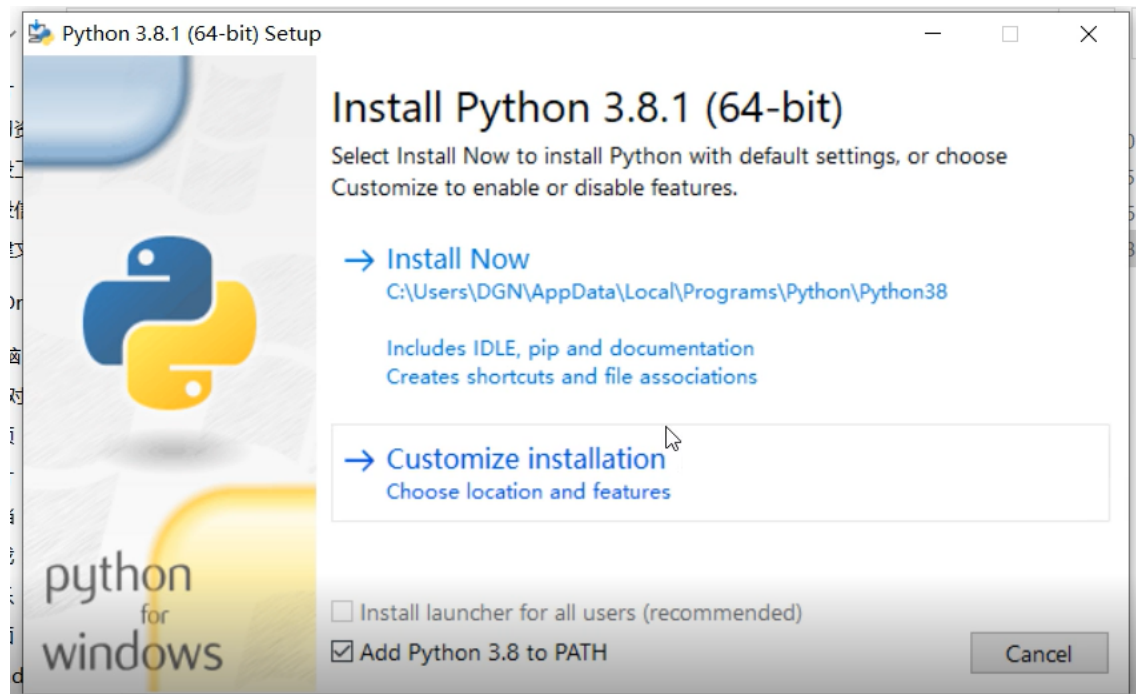 Python 3.8.1 (64-bit) Setup
Install Python 3.8.1 (64-bit)
Select Install Now to install Python with default settings, or choose
Customize to enable or disable features.
Install Now
C:\Users\DGN\AppData\Local\Programs\Python\Python38
Includes IDLE, pip and documentation
Creates shortcuts and file associations
Customize installation
Choose location and features
python
for
windows
Install launcher for all users (recommended)
Add Python 3.8 to PATH
Cancel